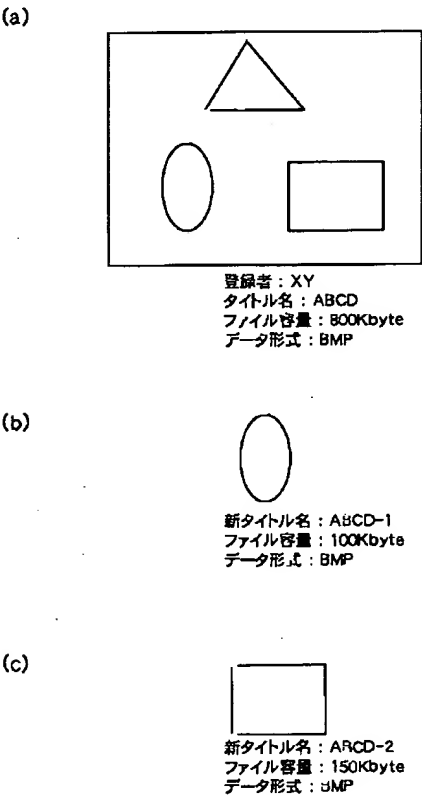 (a)
登録者：XY
タイトル名：ABCD
ファイル容量：800Kbyte
データ形式：BMP
(b)
新タイトル名：ABCD-1
ファイル容量：100Kbyte
データ形式：BMP
(c)
新タイトル名：ABCD-2
ファイル容量：150Kbyte
データ形式：BMP